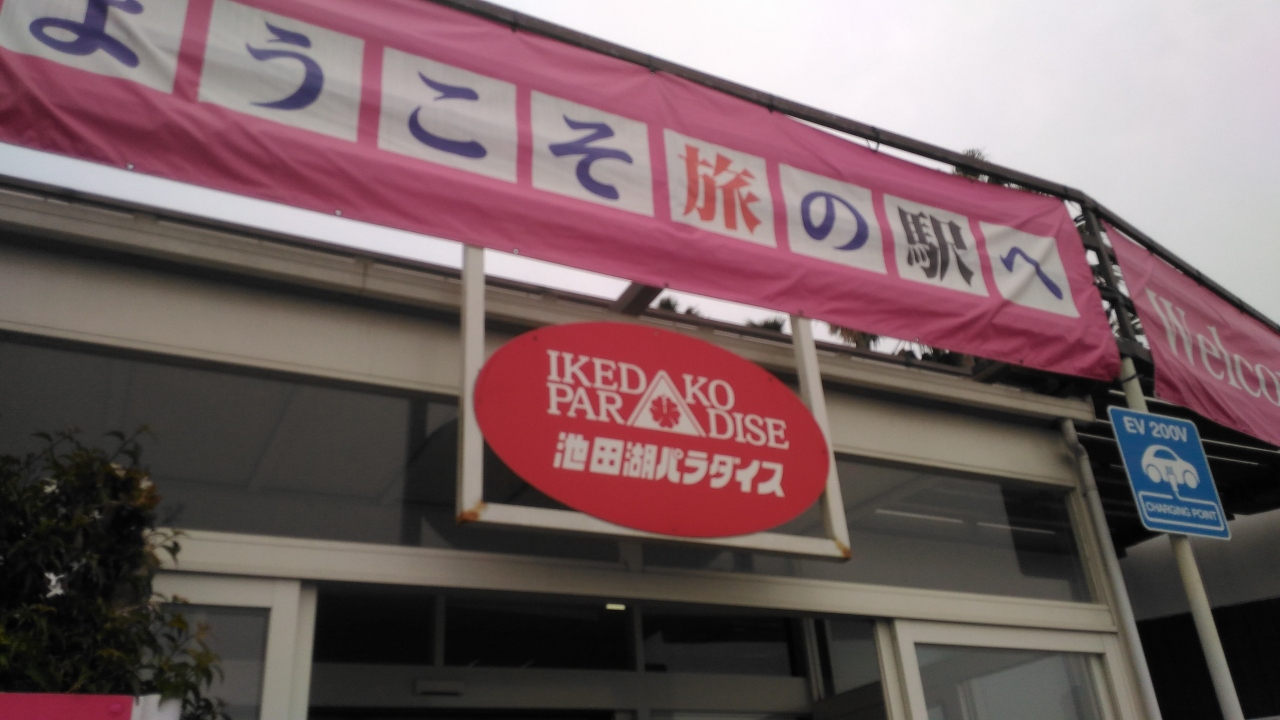 ようこそ旅の駅へ
Welco
IKEDAKO
PARADISE
池田湖パラダイス
EV 200V
CHARGING POINT